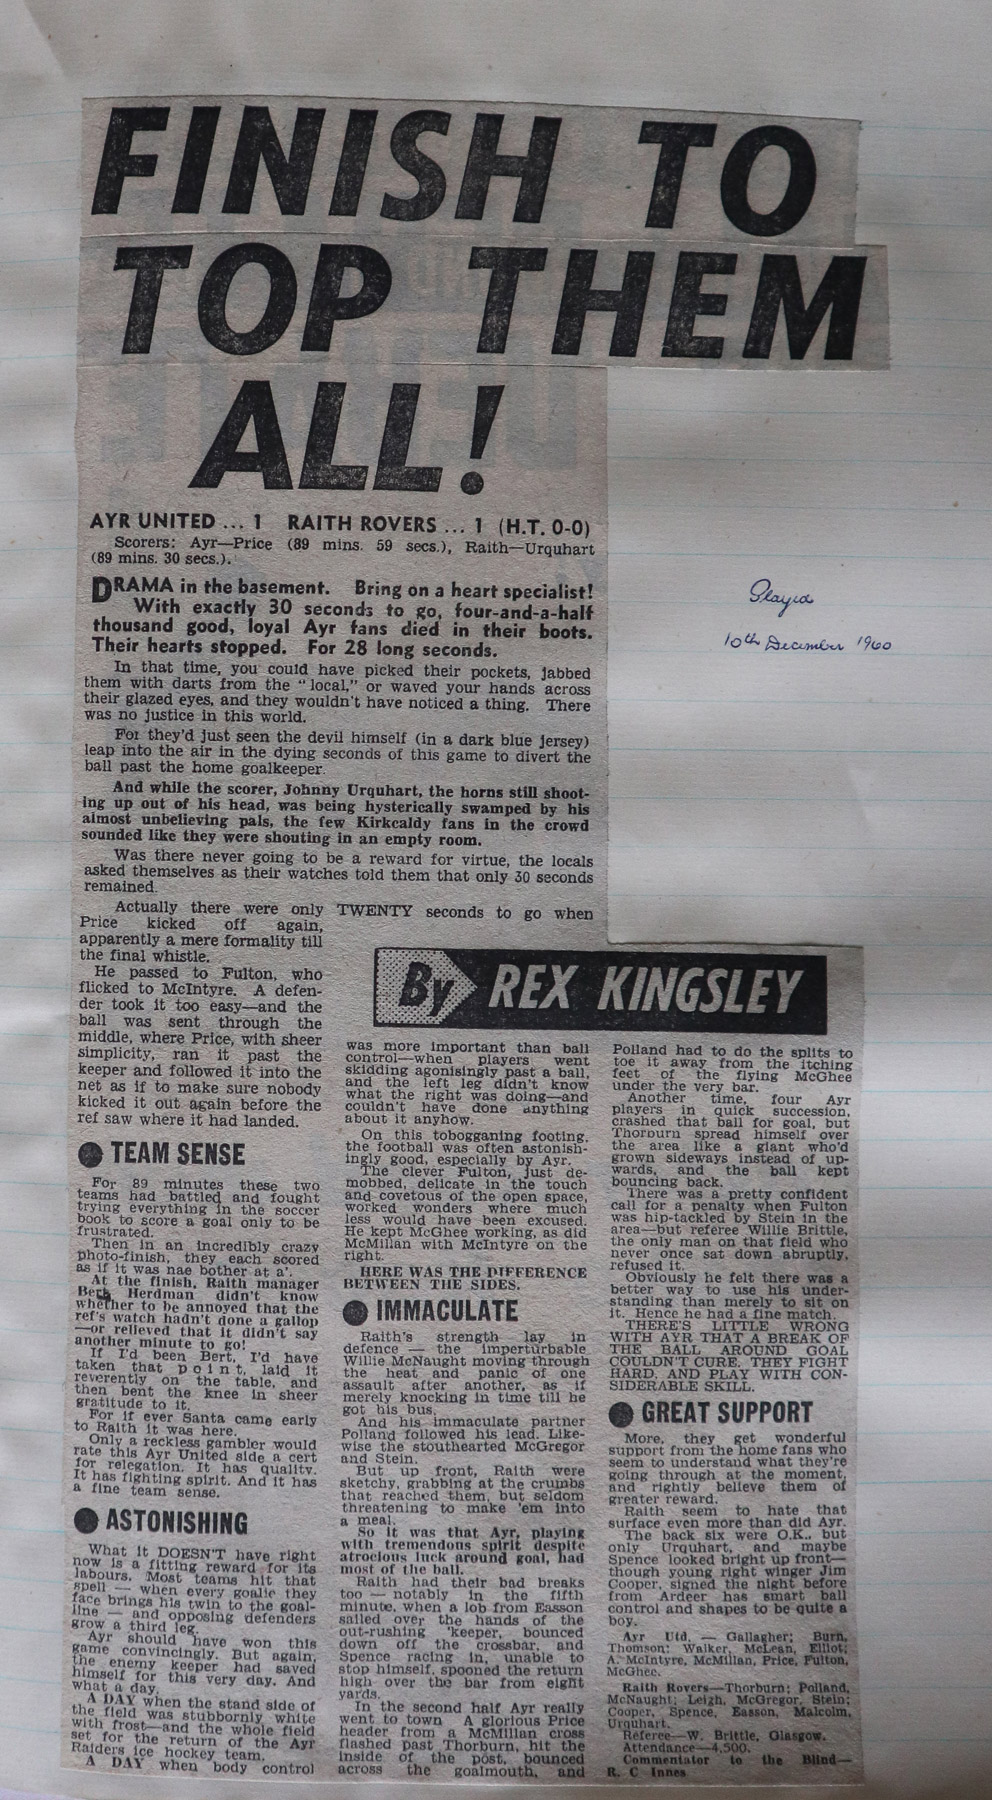 FINISH TO
TOP THEM
ALL!
AYR UNITED ... 1 RAITH ROVERS ... 1 (H.T. 0-0)
Scorers: Ayr—Price (89 mins. 59 secs.), Raith—Urquhart
(89 mins. 30 secs.).
DRAMA in the basement. Bring on a heart specialist!
With exactly 30 seconds to go, four-and-a-half
thousand good, loyal Ayr fans died in their boots.
Their hearts stopped. For 28 long seconds.
In that time, you could have picked their pockets, jabbed
them with darts from the "local," or waved your hands across
their glazed eyes, and they wouldn't have noticed a thing. There
was no justice in this world.
For they'd just seen the devil himself (in a dark blue jersey)
leap into the air in the dying seconds of this game to divert the
ball past the home goalkeeper.
And while the scorer, Johnny Urquhart, the horns still shoot-
ing up out of his head, was being hysterically swamped by his
almost unbelieving pals, the few Kirkcaldy fans in the crowd
sounded like they were shouting in an empty room.
Was there never going to be a reward for virtue, the locals
asked themselves as their watches told them that only 30 seconds
remained.
Actually there were only TWENTY seconds to go when
Price kicked off again,
apparently a mere formality till
the final whistle.
He passed to Fulton, who
flicked to McIntyre. A defen-
der took it too easy—and the
ball was sent through the
middle, where Price, with sheer
simplicity, ran it past the
keeper and followed it into the
net as if to make sure nobody
kicked it out again before the
ref saw where it had landed.
● TEAM SENSE
For 89 minutes these two
teams had battled and fought
trying everything in the soccer
book to score a goal only to be
frustrated.
Then in an incredibly crazy
photo-finish, they each scored
as if it was nae bother at a'.
At the finish, Raith manager
Bert Herdman didn't know
whether to be annoyed that the
ref's watch hadn't done a gallop
—or relieved that it didn't say
another minute to go!
If I'd been Bert, I'd have
taken that point, laid it
reverently on the table, and
then bent the knee in sheer
gratitude to it.
For if ever Santa came early
to Raith it was here.
Only a reckless gambler would
rate this Ayr United side a cert
for relegation. It has quality.
It has fighting spirit. And it has
a fine team sense.
● ASTONISHING
What it DOESN'T have right
now is a fitting reward for its
labours. Most teams hit that
spell — when every goalie they
face brings his twin to the goal-
line — and opposing defenders
grow a third leg.
Ayr should have won this
game convincingly. But again,
the enemy keeper had saved
himself for this very day. And
what a day.
A DAY when the stand side of
the field was stubbornly white
with frost—and the whole field
set for the return of the Ayr
Raiders ice hockey team.
A DAY when body control
By REX KINGSLEY
was more important than ball
control—when players went
skidding agonisingly past a ball,
and the left leg didn't know
what the right was doing—and
couldn't have done anything
about it anyhow.
On this tobogganing footing,
the football was often astonish-
ingly good, especially by Ayr.
The clever Fulton, just de-
mobbed, delicate in the touch
and covetous of the open space,
worked wonders where much
less would have been excused.
He kept McGhee working, as did
McMillan with McIntyre on the
right.
HERE WAS THE DIFFERENCE
BETWEEN THE SIDES.
● IMMACULATE
Raith's strength lay in
defence — the imperturbable
Willie McNaught moving through
the heat and panic of one
assault after another, as if
merely knocking in time till he
got his bus.
And his immaculate partner
Polland followed his lead. Like-
wise the stouthearted McGregor
and Stein.
But up front, Raith were
sketchy, grabbing at the crumbs
that reached them, but seldom
threatening to make 'em into
a meal.
So it was that Ayr, playing
with tremendous spirit despite
atrocious luck around goal, had
most of the ball.
Raith had their bad breaks
too — notably in the fifth
minute, when a lob from Easson
sailed over the hands of the
out-rushing 'keeper, bounced
down off the crossbar, and
Spence racing in, unable to
stop himself, spooned the return
high over the bar from eight
yards.
In the second half Ayr really
went to town. A glorious Price
header from a McMillan cross
flashed past Thorburn, hit the
inside of the post, bounced
across the goalmouth, and
Polland had to do the splits to
toe it away from the itching
feet of the flying McGhee
under the very bar.
Another time, four Ayr
players in quick succession,
crashed that ball for goal, but
Thorburn spread himself over
the area like a giant who'd
grown sideways instead of up-
wards, and the ball kept
bouncing back.
There was a pretty confident
call for a penalty when Fulton
was hip-tackled by Stein in the
area—but referee Willie Brittle,
the only man on that field who
never once sat down abruptly,
refused it.
Obviously he felt there was a
better way to use his under-
standing than merely to sit on
it. Hence he had a fine match.
THERE'S LITTLE WRONG
WITH AYR THAT A BREAK OF
THE BALL AROUND GOAL
COULDN'T CURE. THEY FIGHT
HARD, AND PLAY WITH CON-
SIDERABLE SKILL.
● GREAT SUPPORT
More, they get wonderful
support from the home fans who
seem to understand what they're
going through at the moment,
and rightly believe them of
greater reward.
Raith seem to hate that
surface even more than did Ayr.
The back six were O.K., but
only Urquhart, and maybe
Spence looked bright up front—
though young right winger Jim
Cooper, signed the night before
from Ardeer has smart ball
control and shapes to be quite a
boy.
Ayr Utd. — Gallagher; Burn,
Thomson; Walker, McLean, Elliot;
A. McIntyre, McMillan, Price, Fulton,
McGhee.
Raith Rovers—Thorburn; Polland,
McNaught; Leigh, McGregor, Stein;
Cooper, Spence, Easson, Malcolm,
Urquhart.
Referee—W. Brittle, Glasgow.
Attendance—4,500.
Commentator to the Blind—
R. C Innes
Played
10th December 1960